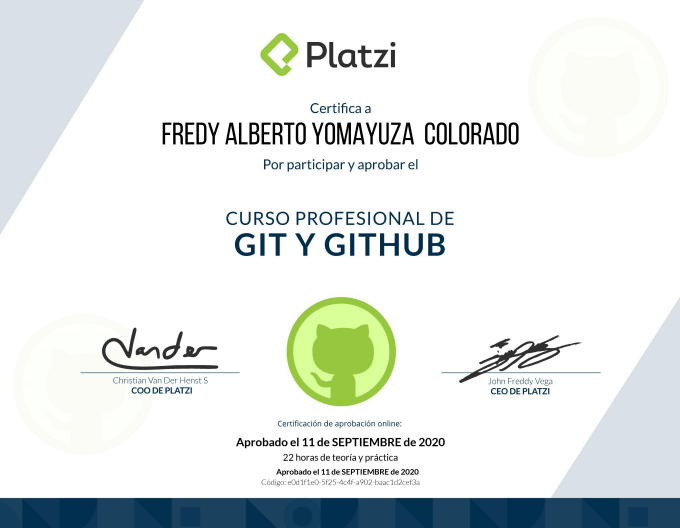 Platzi
Certifica a
FREDY ALBERTO YOMAYUZA COLORADO
Por participar y aprobar el
CURSO PROFESIONAL DE
GIT Y GITHUB
Vander
Christian Van Der Henst S
COO DE PLATZI
John Freddy Vega
CEO DE PLATZI
Certificación de aprobación online:
Aprobado el 11 de SEPTIEMBRE de 2020
22 horas de teoría y práctica
Aprobado el 11 de SEPTIEMBRE de 2020
Código: e0d1f1e0-5f25-4c4f-a902-baac1d2cef3a